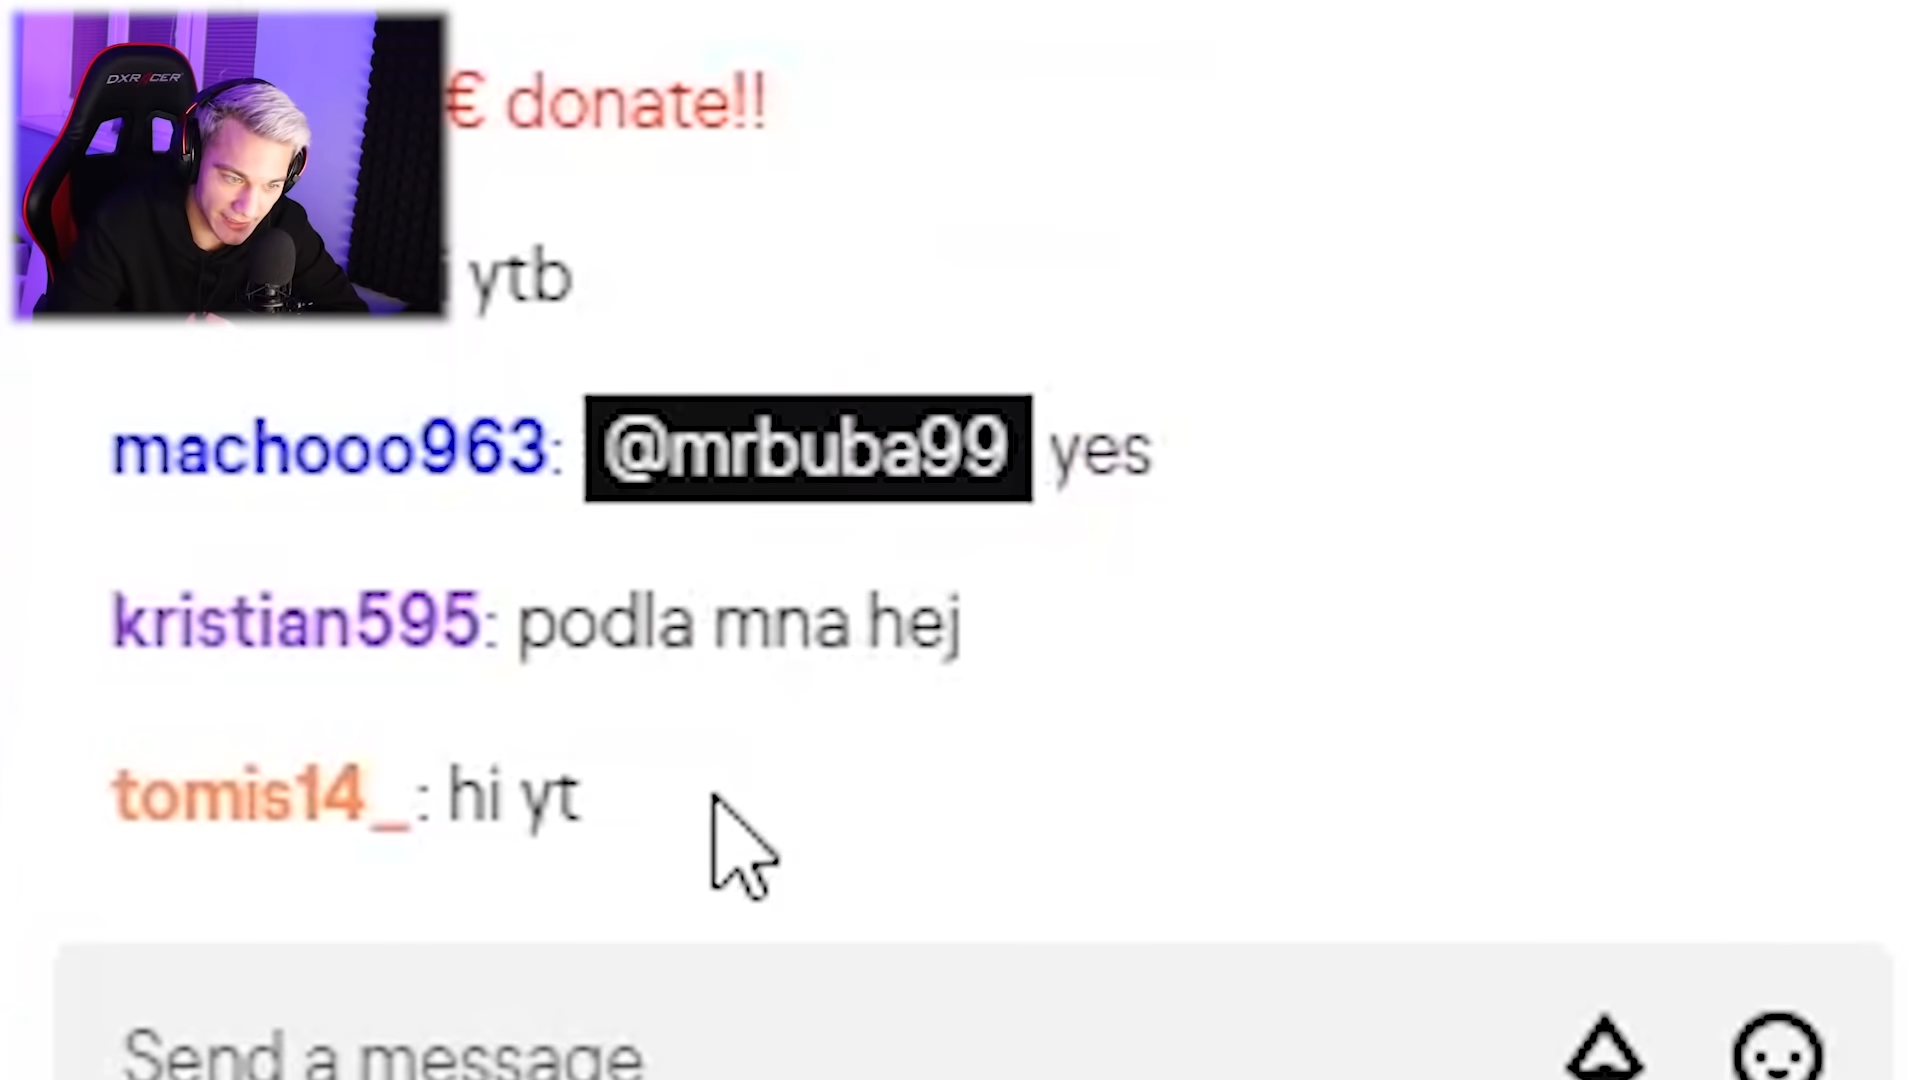 DXRACER
€ donate!!
ytb
machooo963: @mrbuba99 yes
kristian595: podla mna hej
tomis14_: hi yt
Send a message